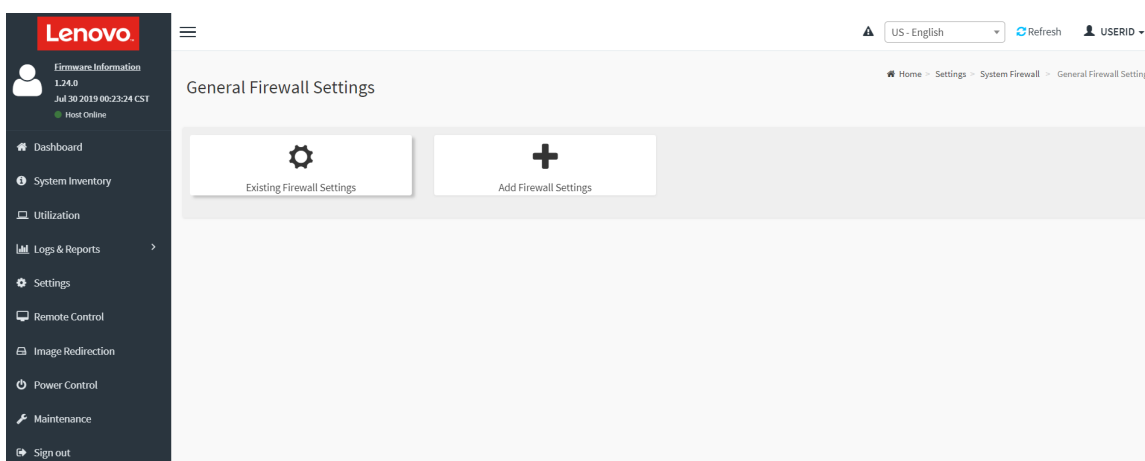 Lenovo
Firmware Information
1.24.0
Jul 30 2019 00:23:24 CST
Host Online
Dashboard
System Inventory
Utilization
Logs & Reports
Settings
Remote Control
Image Redirection
Power Control
Maintenance
Sign out
US - English
Refresh
USERID
General Firewall Settings
Home > Settings > System Firewall > General Firewall Setting
Existing Firewall Settings
Add Firewall Settings